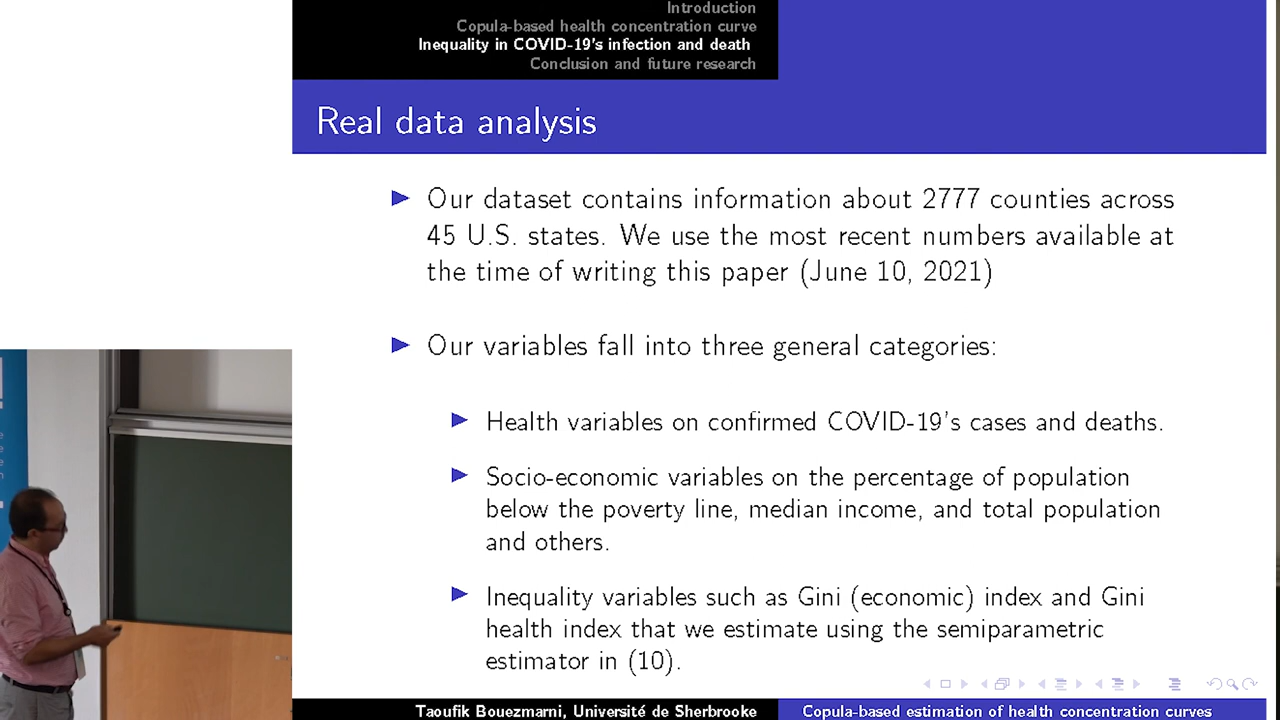 Introduction
Copula-based health concentration curve
Inequality in COVID-19's infection and death
Conclusion and future research
Real data analysis
Our dataset contains information about 2777 counties across
45 U.S. states. We use the most recent numbers available at
the time of writing this paper (June 10, 2021)
Our variables fall into three general categories:
Health variables on confirmed COVID-19's cases and deaths.
Socio-economic variables on the percentage of population
below the poverty line, median income, and total population
and others.
Inequality variables such as Gini (economic) index and Gini
health index that we estimate using the semiparametric
estimator in (10).
Taoufik Bouezmarni, Université de Sherbrooke
Copula-based estimation of health concentration curves